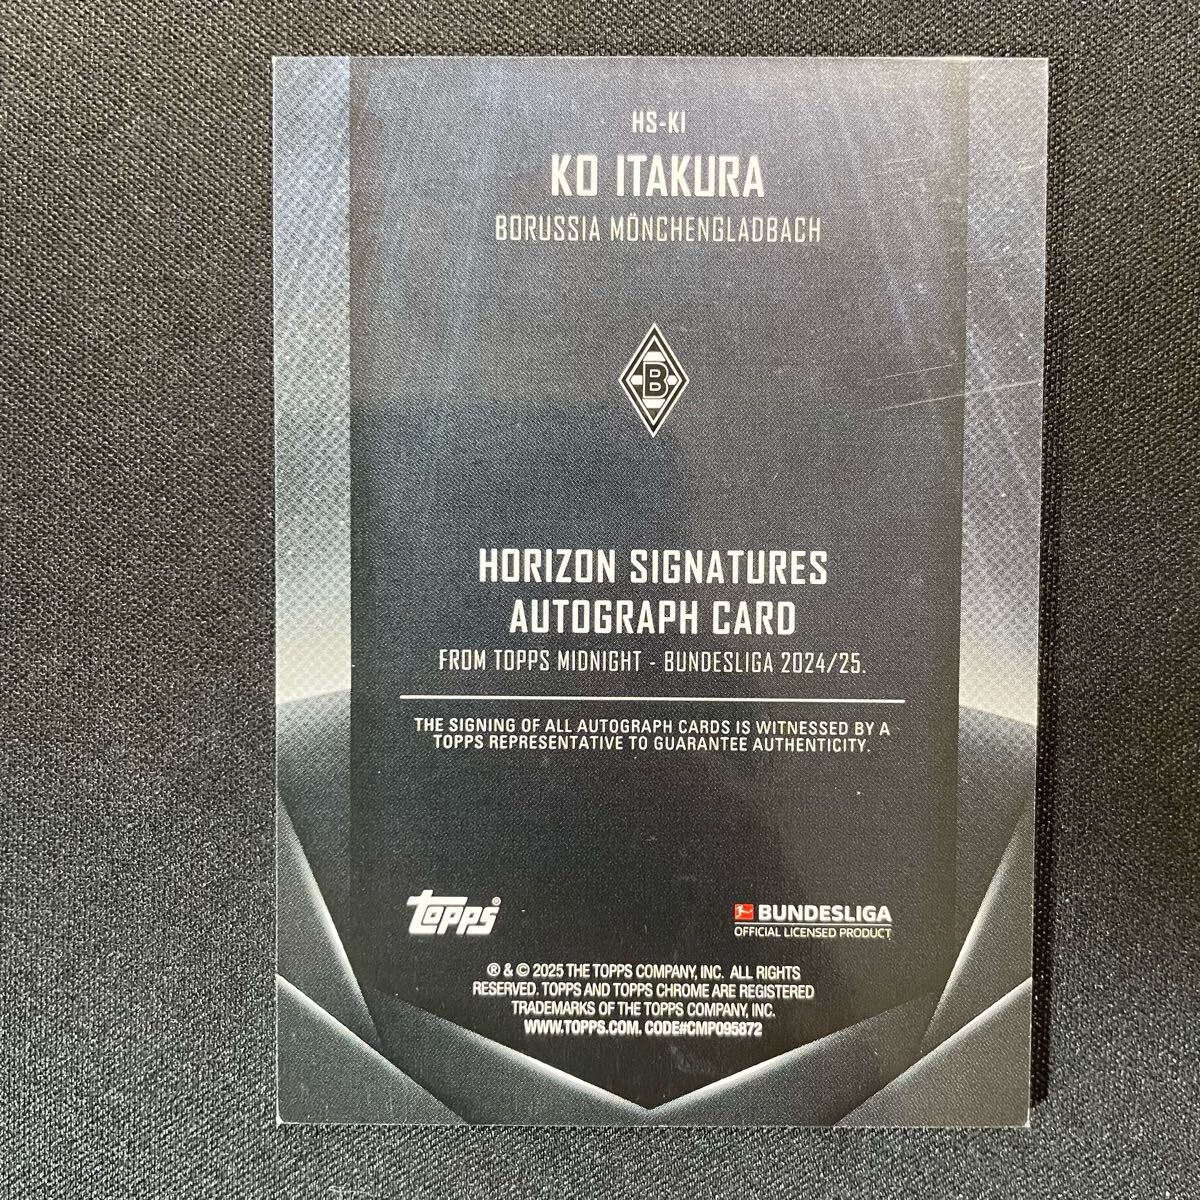 HS-KI
KO ITAKURA
BORUSSIA MÖNCHENGLADBACH
B
HORIZON SIGNATURES
AUTOGRAPH CARD
FROM TOPPS MIDNIGHT - BUNDESLIGA 2024/25.
THE SIGNING OF ALL AUTOGRAPH CARDS IS WITNESSED BY A
TOPPS REPRESENTATIVE TO GUARANTEE AUTHENTICITY.
topps®
BUNDESLIGA
OFFICIAL LICENSED PRODUCT
® & © 2025 THE TOPPS COMPANY, INC. ALL RIGHTS
RESERVED. TOPPS AND TOPPS CHROME ARE REGISTERED
TRADEMARKS OF THE TOPPS COMPANY, INC.
WWW.TOPPS.COM. CODE#CMP095872